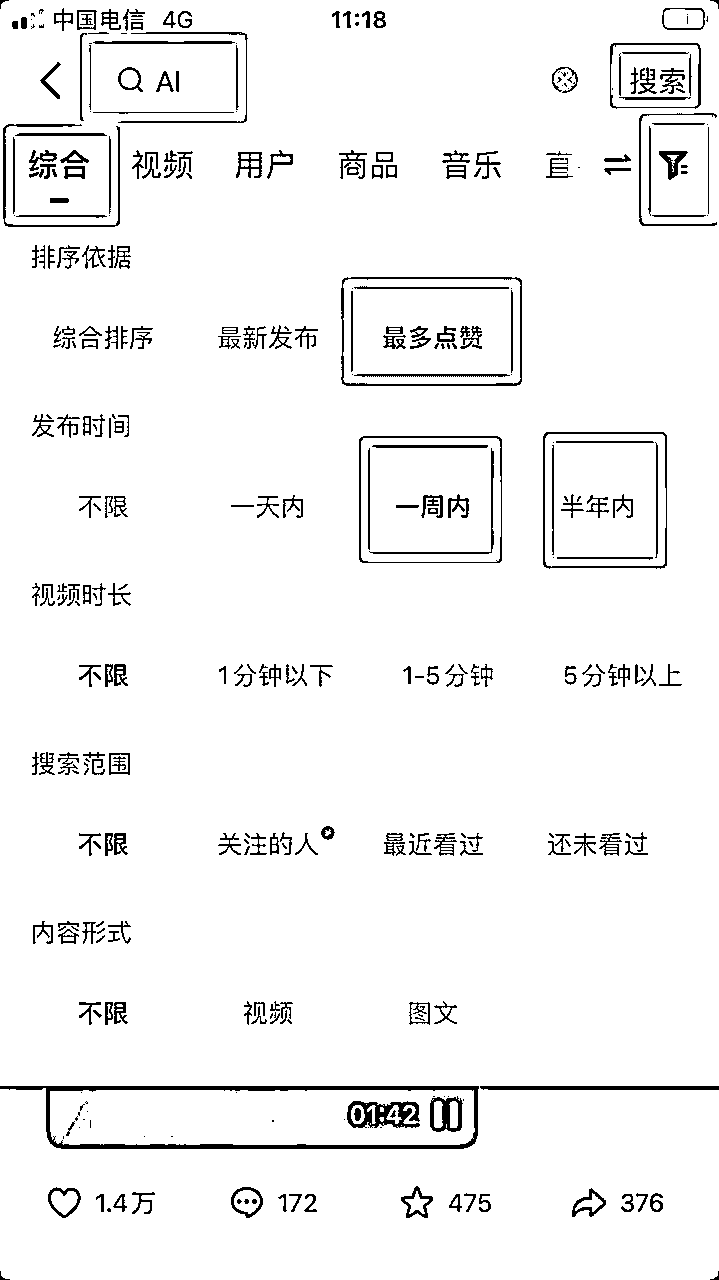 中国电信 4G 11:18
AI 搜索
综合 视频 用户 商品 音乐 直
排序依据
综合排序 最新发布 最多点赞
发布时间
不限 一天内 一周内 半年内
视频时长
不限 1分钟以下 1-5分钟 5分钟以上
搜索范围
不限 关注的人 最近看过 还未看过
内容形式
不限 视频 图文
01:42
1.4万 172 475 376